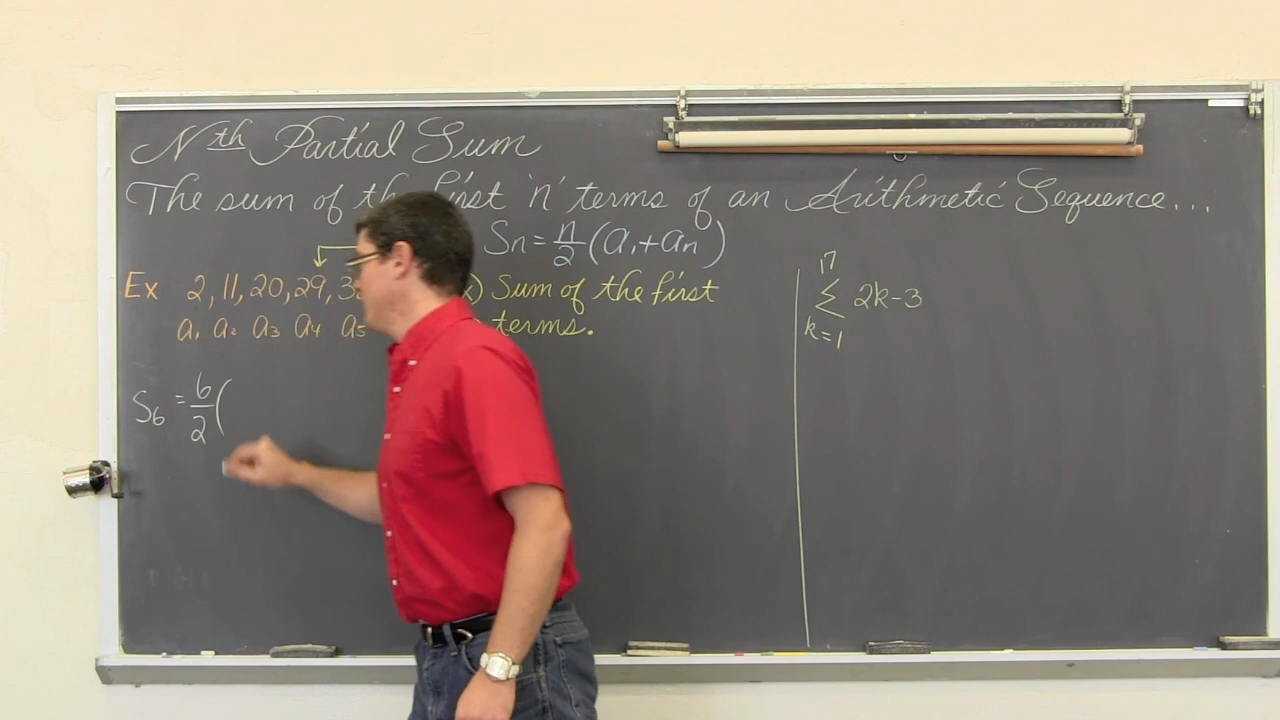 Nth Partial Sum
The sum of the first 'n' terms of an Arithmetic Sequence...
Sn = n/2 (a₁ + an)
Ex 2, 11, 20, 29, 3
a₁ a₂ a₃ a₄ a₅
) Sum of the first
terms.
S₆ = 6/2 (
17
Σ 2k-3
k=1